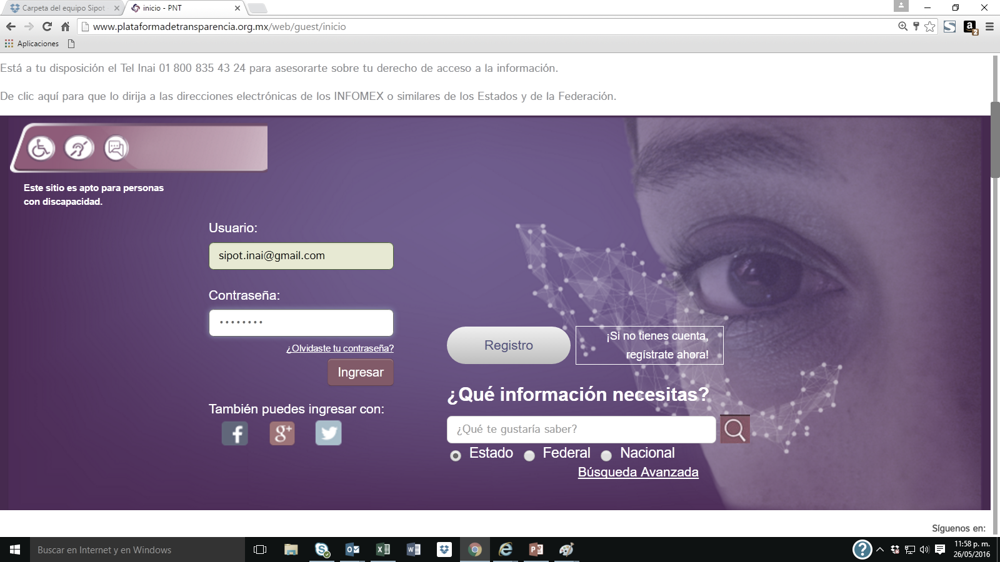 Carpeta del equipo Sipot
inicio - PNT
www.plataformadetransparencia.org.mx/web/guest/inicio
Aplicaciones
Está a tu disposición el Tel Inai 01 800 835 43 24 para asesorarte sobre tu derecho de acceso a la información.
De clic aquí para que lo dirija a las direcciones electrónicas de los INFOMEX o similares de los Estados y de la Federación.
Este sitio es apto para personas
con discapacidad.
Usuario:
sipot.inai@gmail.com
Contraseña:
••••••••
¿Olvidaste tu contraseña?
Ingresar
También puedes ingresar con:
Registro
¡Si no tienes cuenta,
regístrate ahora!
¿Qué información necesitas?
¿Qué te gustaría saber?
Estado Federal Nacional
Búsqueda Avanzada
Síguenos en:
Buscar en Internet y en Windows
11:58 p. m.
26/05/2016